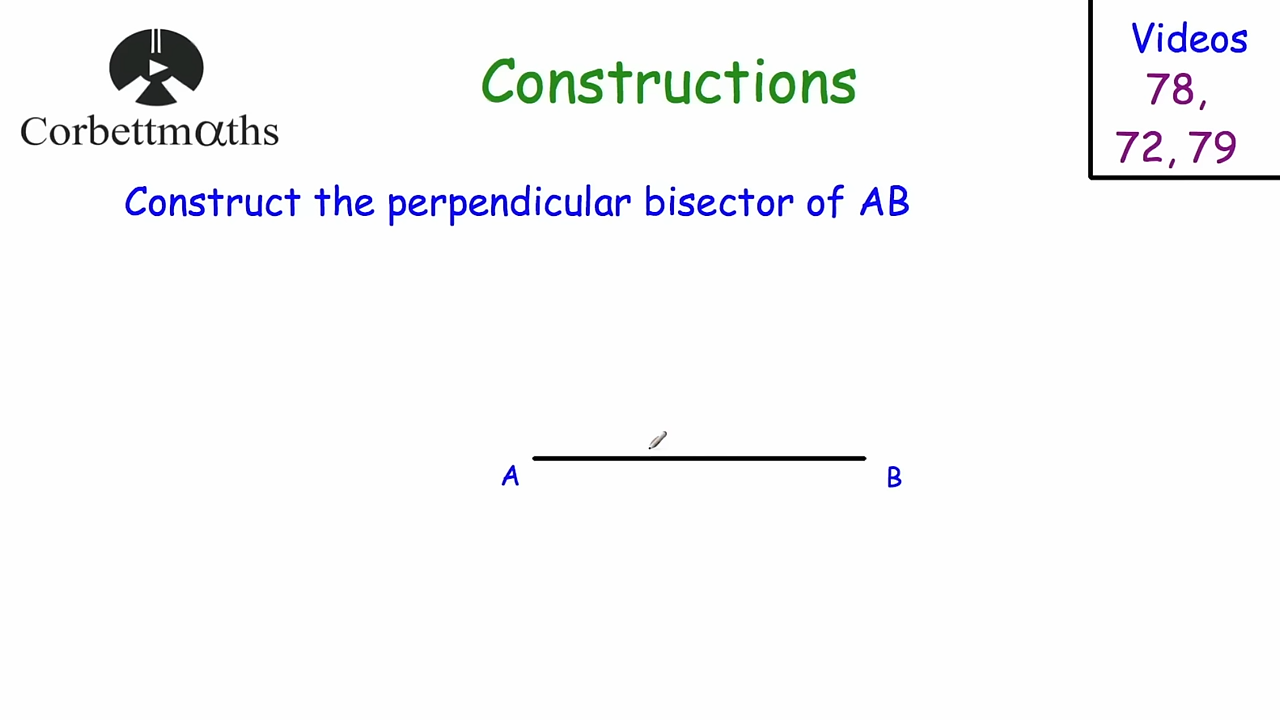 Corbettmαths
Constructions
Videos
78,
72, 79
Construct the perpendicular bisector of AB
A
B